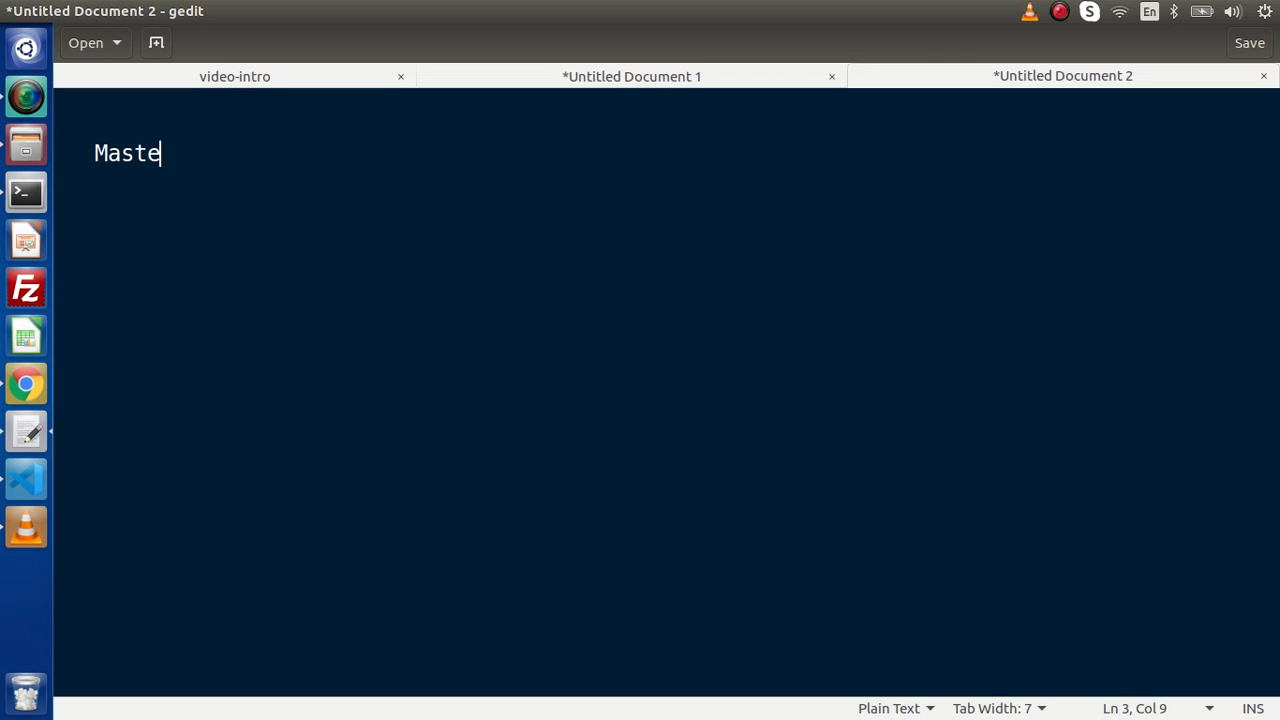 *Untitled Document 2 - gedit
En
Open
Save
video-intro × *Untitled Document 1 × *Untitled Document 2 ×
Maste
Plain Text Tab Width: 7 Ln 3, Col 9 INS